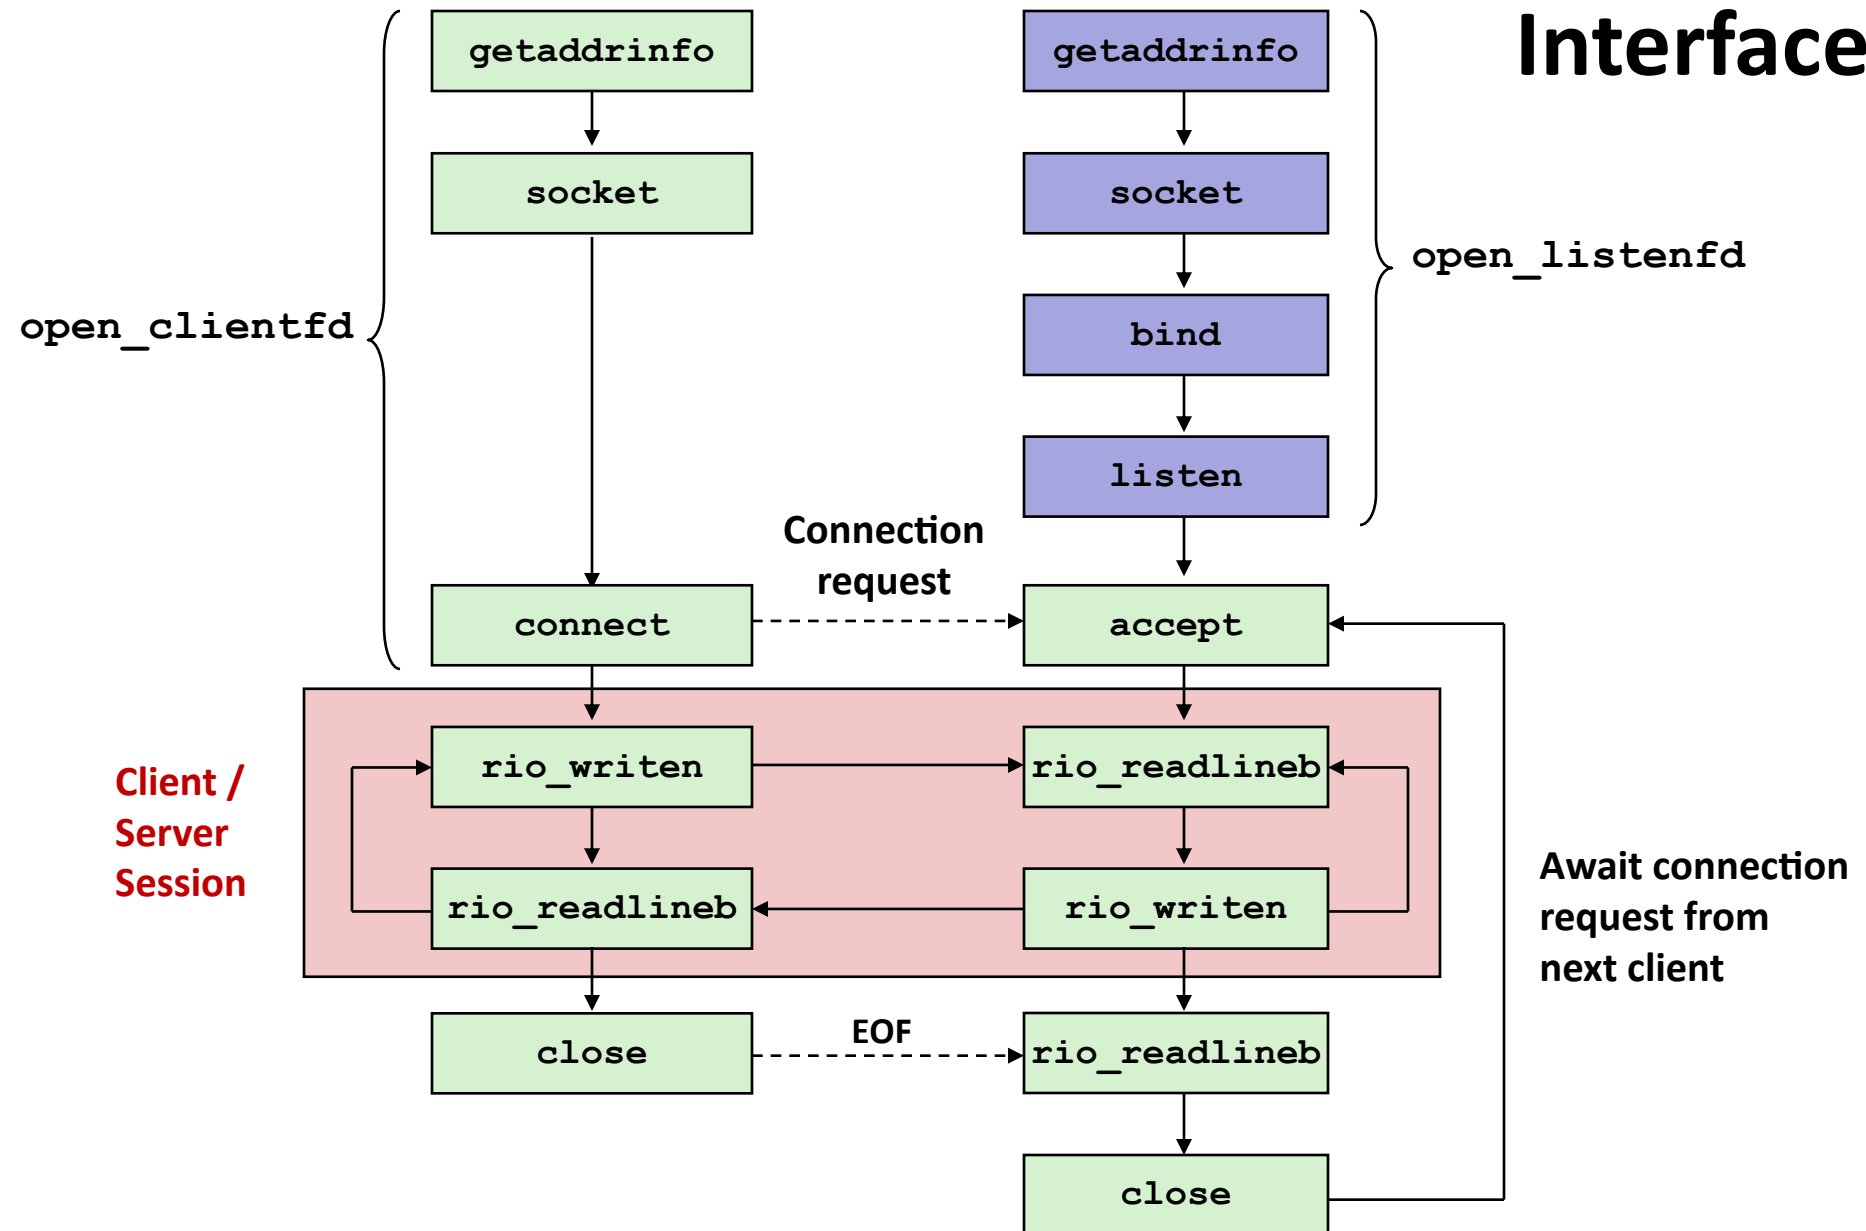 Interface
getaddrinfo
getaddrinfo
socket
socket
open_listenfd
open_clientfd
bind
listen
Connection
request
connect
accept
Client /
Server
Session
rio_writen
rio_readlineb
rio_readlineb
rio_writen
Await connection
request from
next client
close
EOF
rio_readlineb
close